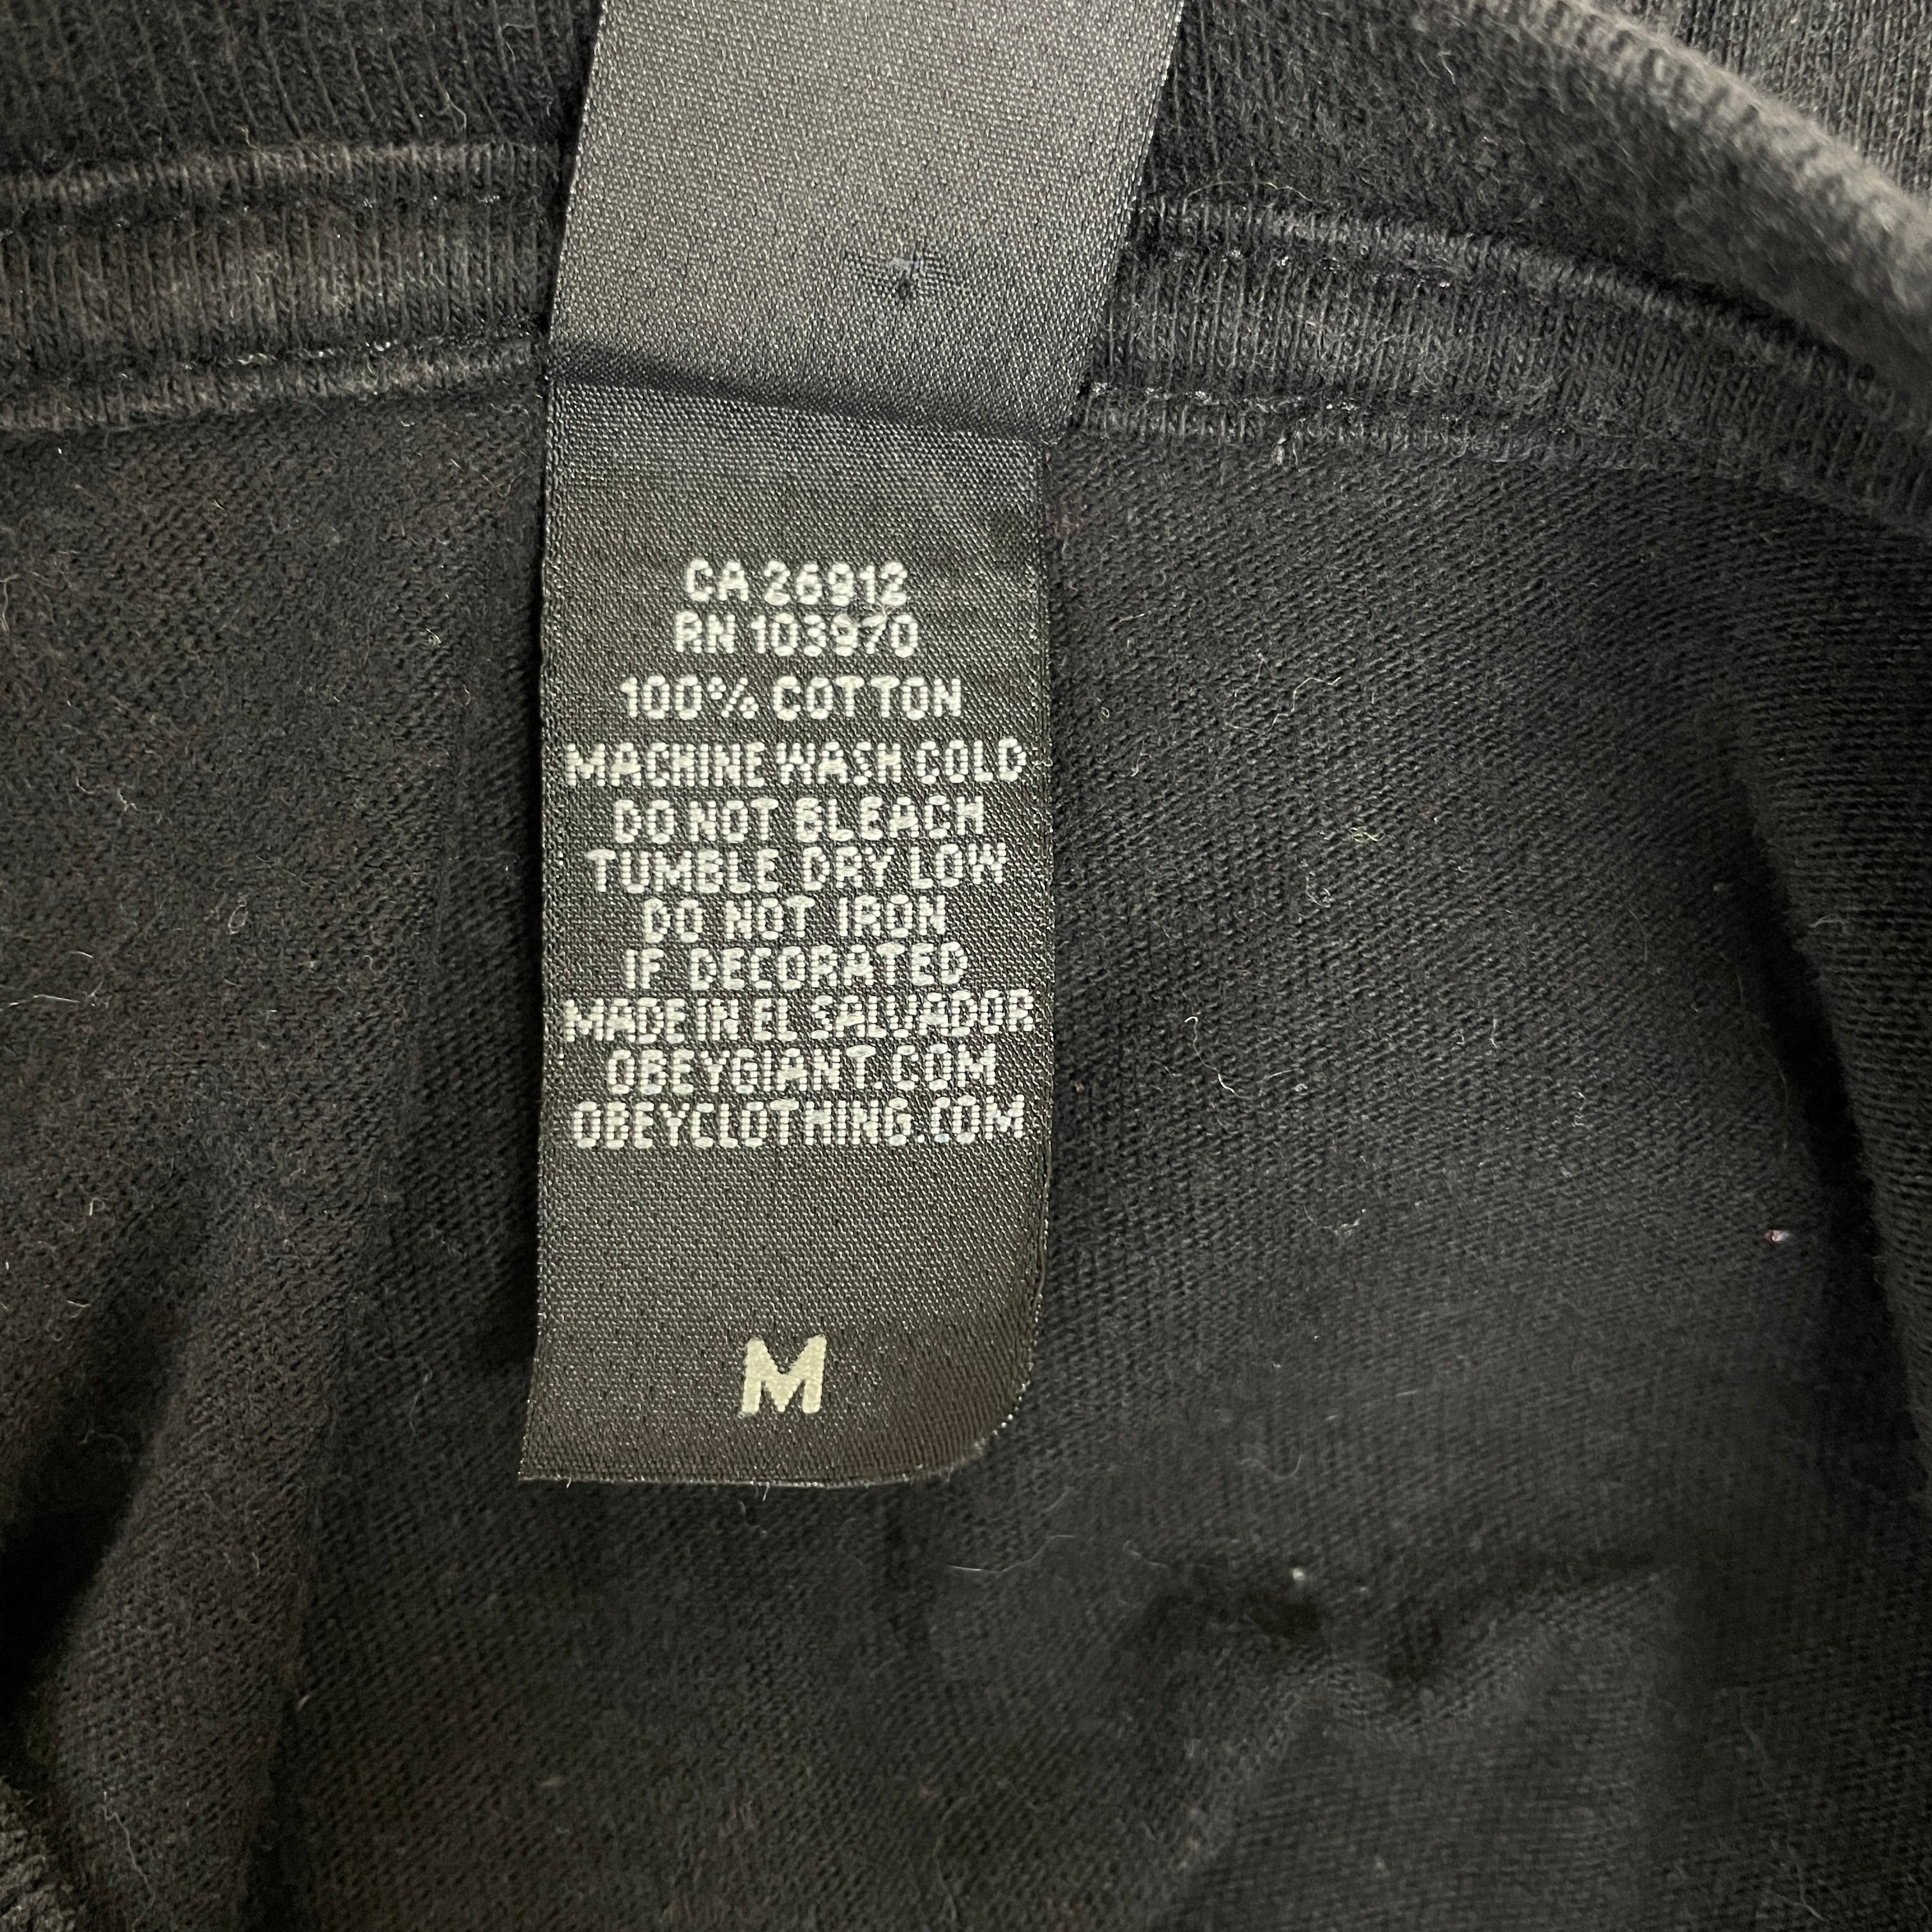 CA 26912
RN 103970
100% COTTON
MACHINE WASH COLD
DO NOT BLEACH
TUMBLE DRY LOW
DO NOT IRON
IF DECORATED
MADE IN EL SALVADOR
OBEYGIANT.COM
OBEYCLOTHING.COM
M